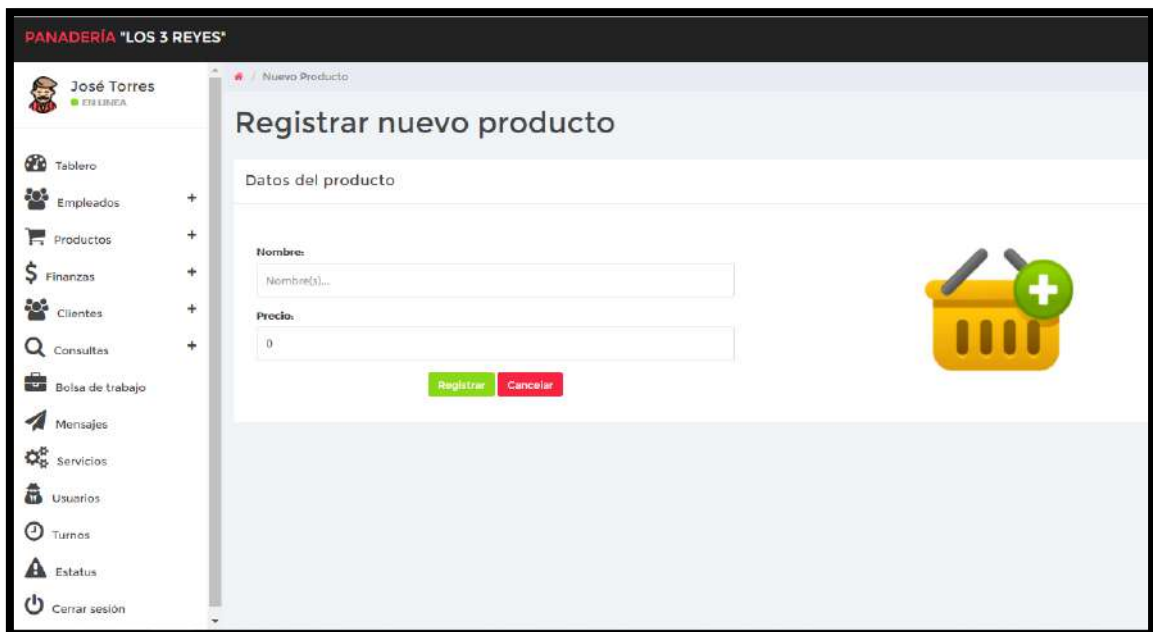 PANADERÍA "LOS 3 REYES"
José Torres
EN LINEA
Tablero
Empleados
Productos
Finanzas
Clientes
Consultas
Bolsa de trabajo
Mensajes
Servicios
Usuarios
Turnos
Estatus
Cerrar sesión
/ Nuevo Producto
Registrar nuevo producto
Datos del producto
Nombre:
Nombre(s)...
Precio:
0
Registrar Cancelar